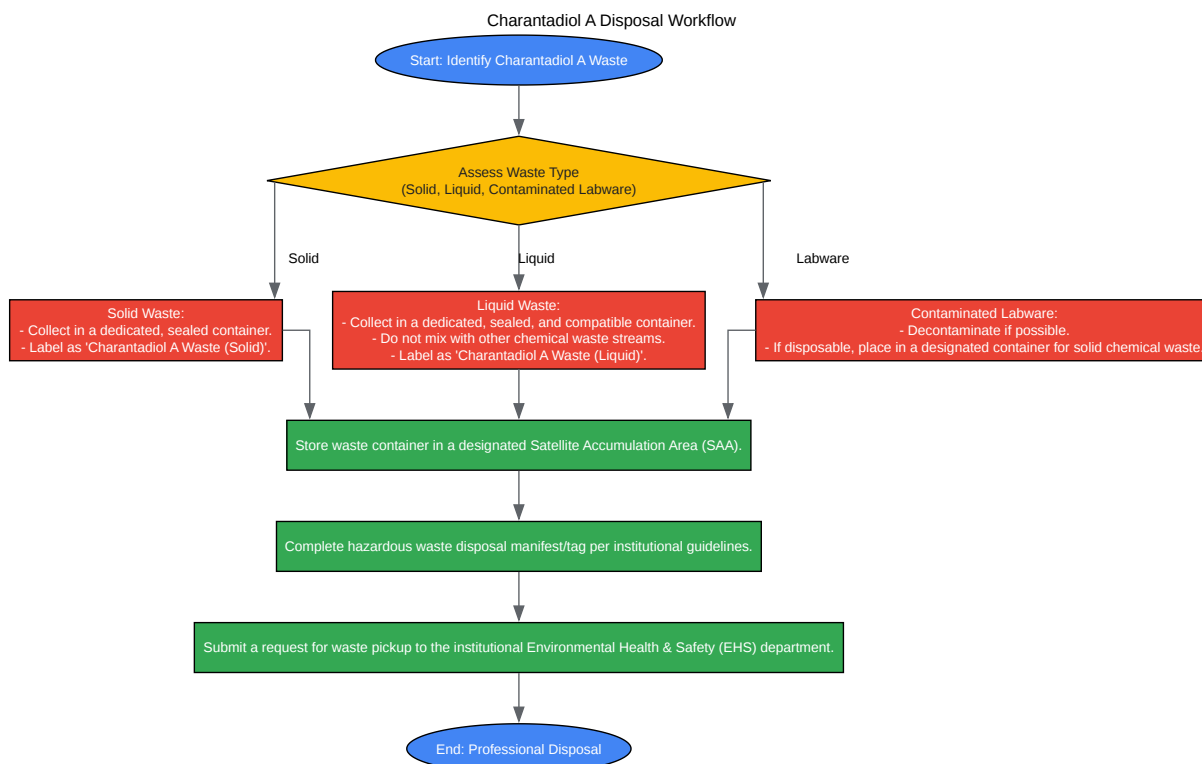 Charantadiol A Disposal Workflow
Start: Identify Charantadiol A Waste
Assess Waste Type
(Solid, Liquid, Contaminated Labware)
Solid
Liquid
Labware
Solid Waste:
- Collect in a dedicated, sealed container.
- Label as 'Charantadiol A Waste (Solid)'.
Liquid Waste:
- Collect in a dedicated, sealed, and compatible container.
- Do not mix with other chemical waste streams.
- Label as 'Charantadiol A Waste (Liquid)'.
Contaminated Labware:
- Decontaminate if possible.
- If disposable, place in a designated container for solid chemical waste.
Store waste container in a designated Satellite Accumulation Area (SAA).
Complete hazardous waste disposal manifest/tag per institutional guidelines.
Submit a request for waste pickup to the institutional Environmental Health & Safety (EHS) department.
End: Professional Disposal